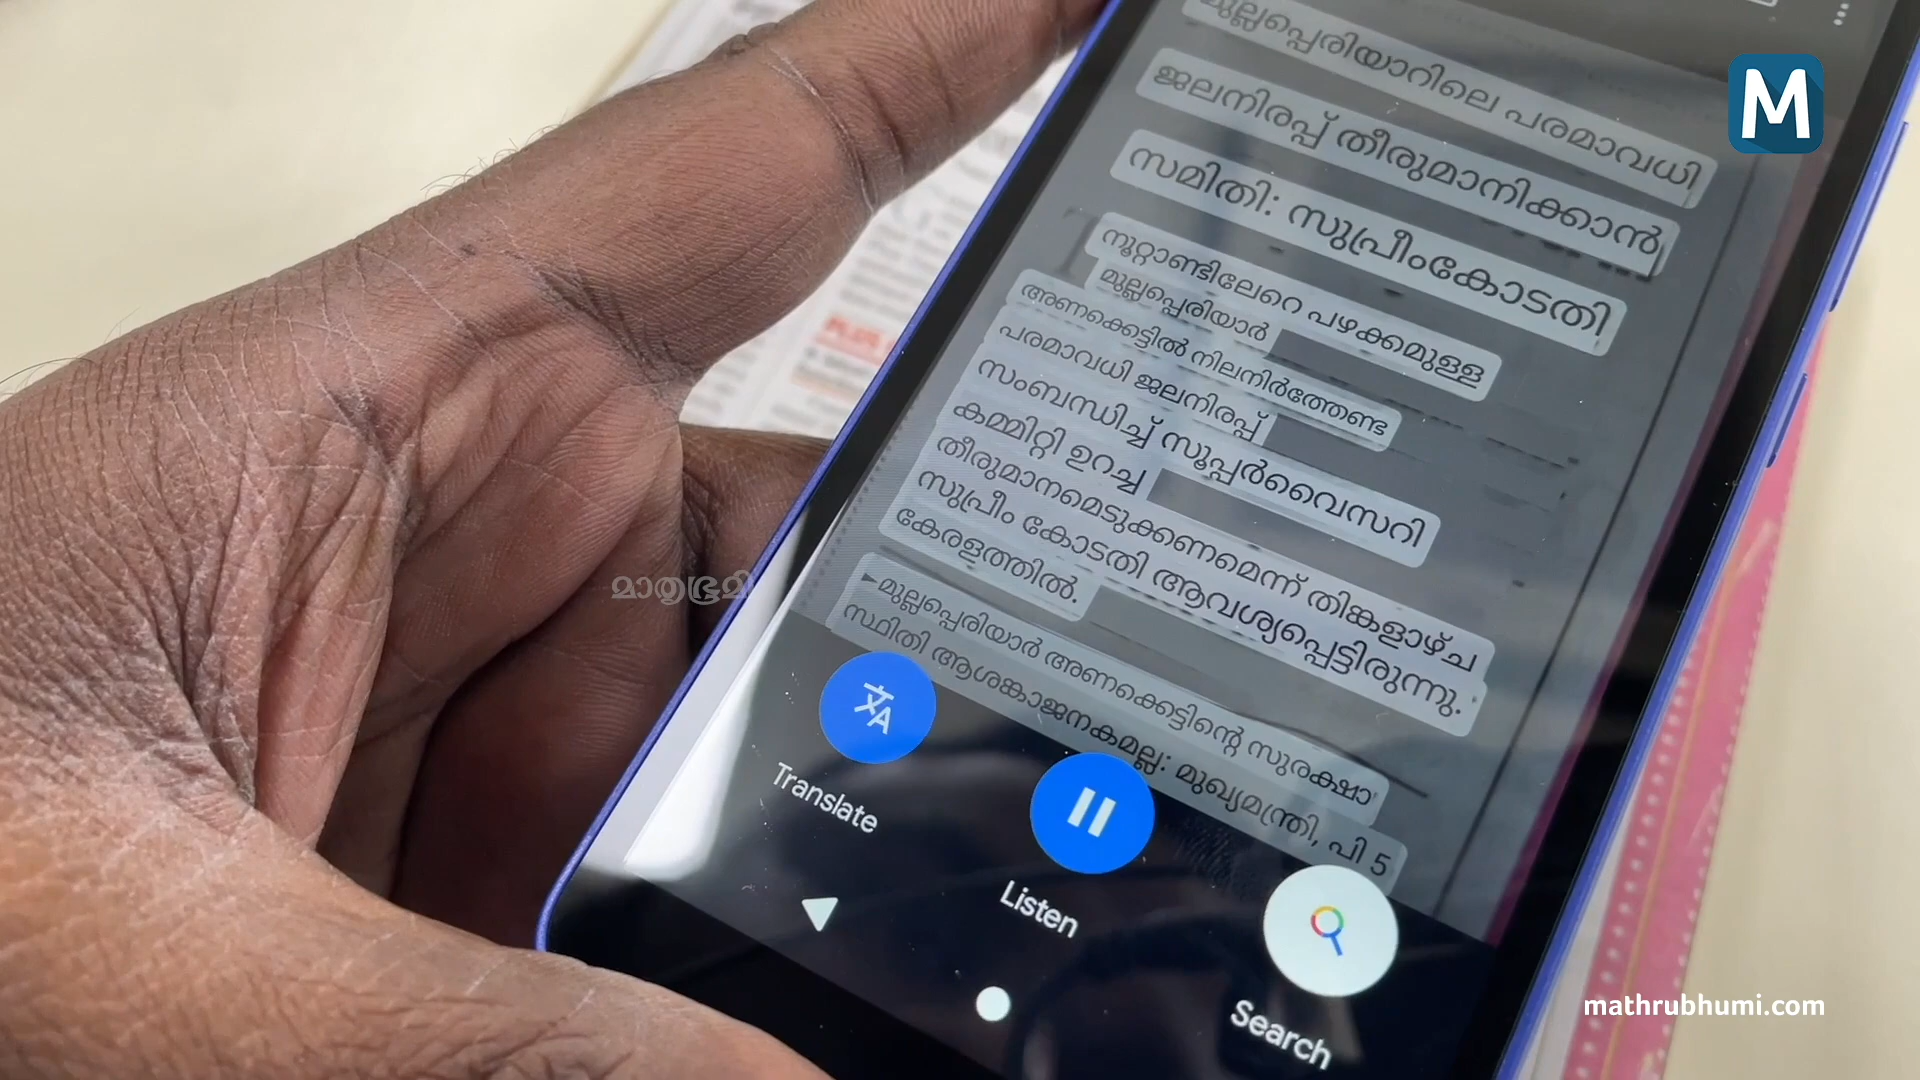 മുല്ലപ്പെരിയാറിലെ പരമാവധി
ജലനിരപ്പ് തീരുമാനിക്കാൻ
സമിതി: സുപ്രീംകോടതി
നൂറ്റാണ്ടിലേറെ പഴക്കമുള്ള
മുല്ലപ്പെരിയാർ
അണക്കെട്ടിൽ നിലനിർത്തേണ്ട
പരമാവധി ജലനിരപ്പ്
സംബന്ധിച്ച് സൂപ്പർവൈസറി
കമ്മിറ്റി ഉറച്ച
തീരുമാനമെടുക്കണമെന്ന് തിങ്കളാഴ്ച
സുപ്രീം കോടതി ആവശ്യപ്പെട്ടിരുന്നു.
കേരളത്തിൽ.
►മുല്ലപ്പെരിയാർ അണക്കെട്ടിന്റെ സുരക്ഷാ
സ്ഥിതി ആശങ്കാജനകമല്ല: മുഖ്യമന്ത്രി, പി 5
Translate
Listen
Search
PLUS
M
മാതൃഭൂമി
mathrubhumi.com